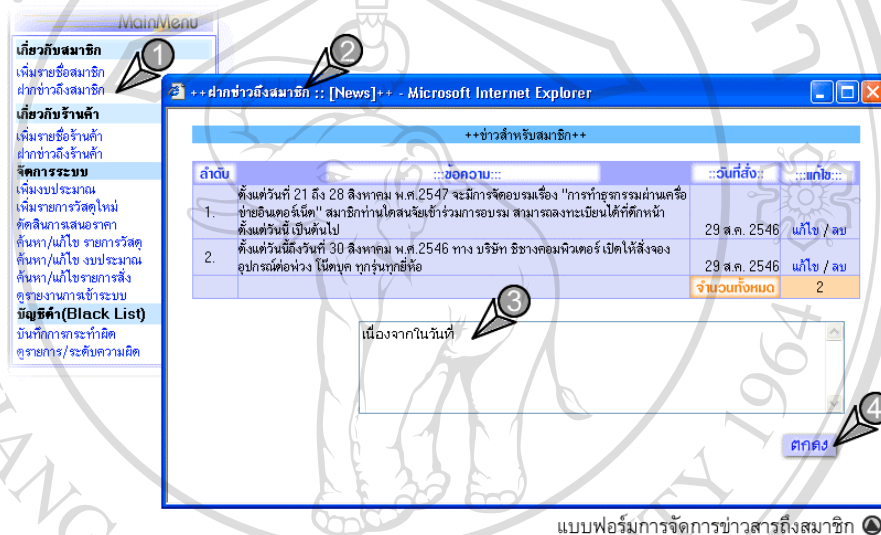 MainMenu
เกี่ยวกับสมาชิก
เพิ่มรายชื่อสมาชิก
ฝากข่าวถึงสมาชิก
เกี่ยวกับร้านค้า
เพิ่มรายชื่อร้านค้า
ฝากข่าวถึงร้านค้า
จัดการระบบ
เพิ่มงบประมาณ
เพิ่มรายการวัสดุใหม่
ตัดสินการเสนอราคา
ค้นหา/แก้ไข รายการวัสดุ
ค้นหา/แก้ไข งบประมาณ
ค้นหา/แก้ไขรายการสั่ง
ดูรายงานการเข้าระบบ
บัญชีดำ(Black List)
บันทึกการกระทำผิด
ดูรายการ/ระดับความผิด
1
2
++ฝากข่าวถึงสมาชิก :: [News]++ - Microsoft Internet Explorer
++ข่าวสำหรับสมาชิก++
ลำดับ :::ข้อความ::: ::วันที่สั่ง:: :::แก้ไข:::
ตั้งแต่วันที่ 21 ถึง 28 สิงหาคม พ.ศ.2547 จะมีการจัดอบรมเรื่อง "การทำธุรกรรมผ่านเครือ
1. ข่ายอินเตอร์เน็ต" สมาชิกท่านใดสนใจเข้าร่วมการอบรม สามารถลงทะเบียนได้ที่ตึกหน้า
ตั้งแต่วันนี้ เป็นต้นไป 29 ส.ค. 2546 แก้ไข / ลบ
2. ตั้งแต่วันนี้ถึงวันที่ 30 สิงหาคม พ.ศ.2546 ทาง บริษัท ชิชางคอมพิวเตอร์ เปิดให้สั่งจอง
อุปกรณ์ต่อพ่วง โน๊ตบุค ทุกรุ่นทุกยี่ห้อ 29 ส.ค. 2546 แก้ไข / ลบ
จำนวนทั้งหมด 2
3
เนื่องจากในวันที่
4
ตกลง
แบบฟอร์มการจัดการข่าวสารถึงสมาชิก
1964